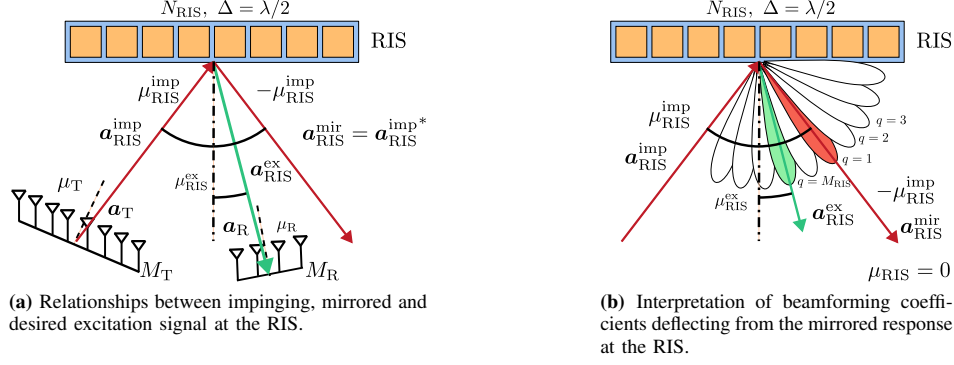 N_RIS, Δ = λ/2
RIS
μ_RIS^imp
−μ_RIS^imp
a_RIS^imp
a_RIS^mir = a_RIS^imp*
μ_T
μ_RIS^ex
a_RIS^ex
a_T
a_R
μ_R
M_T
M_R
(a) Relationships between impinging, mirrored and
desired excitation signal at the RIS.
N_RIS, Δ = λ/2
RIS
μ_RIS^imp
q = 3
q = 2
a_RIS^imp
q = 1
q = M_RIS
−μ_RIS^imp
μ_RIS^ex
a_RIS^ex
a_RIS^mir
μ_RIS = 0
(b) Interpretation of beamforming coeffi-
cients deflecting from the mirrored response
at the RIS.